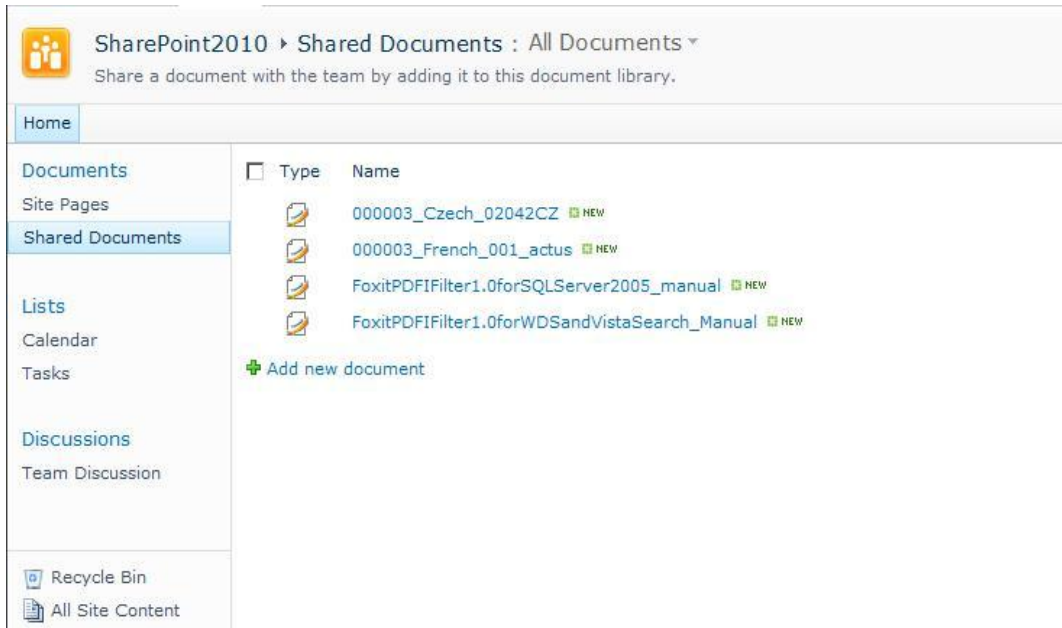 SharePoint2010 ▸ Shared Documents : All Documents
Share a document with the team by adding it to this document library.
Home
Documents
Site Pages
Shared Documents
Lists
Calendar
Tasks
Discussions
Team Discussion
Recycle Bin
All Site Content
Type Name
000003_Czech_02042CZ NEW
000003_French_001_actus NEW
FoxitPDFIFilter1.0forSQLServer2005_manual NEW
FoxitPDFIFilter1.0forWDSandVistaSearch_Manual NEW
Add new document